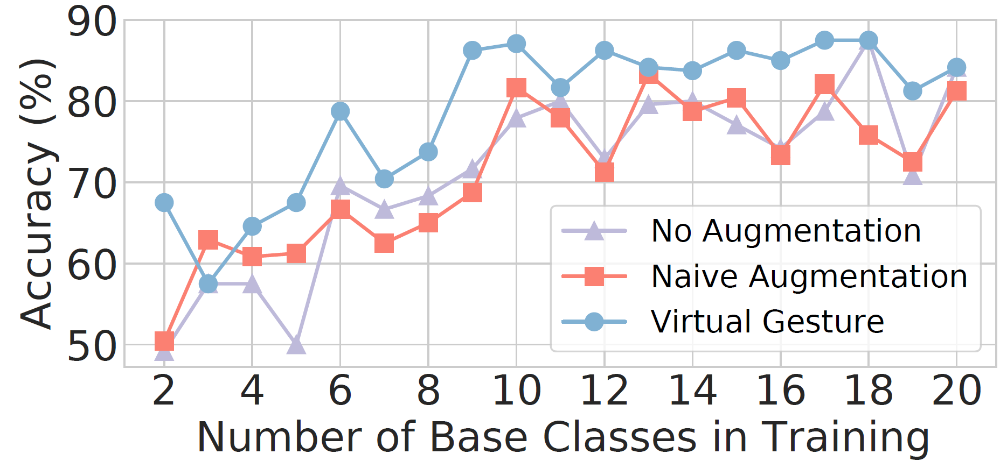 Accuracy (%)
90
80
70
60
50
No Augmentation
Naive Augmentation
Virtual Gesture
2 4 6 8 10 12 14 16 18 20
Number of Base Classes in Training